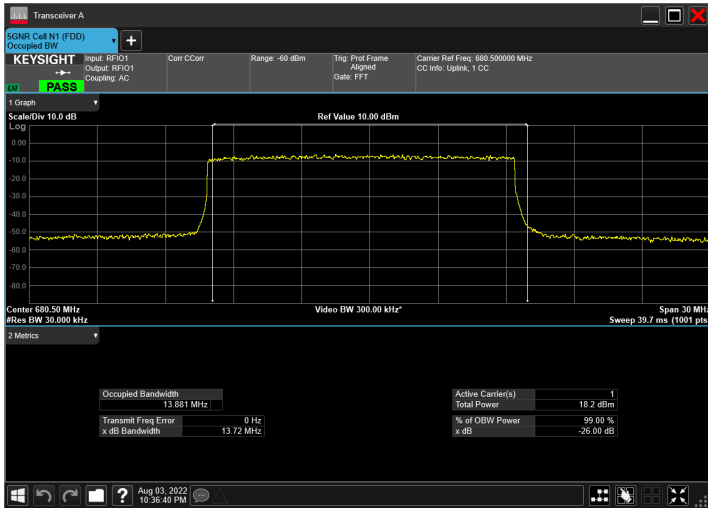 Transceiver A
5GNR Cell N1 (FDD)
Occupied BW
KEYSIGHT
Input: RFIO1
Output: RFIO1
Coupling: AC
Corr CCorr
Range: -60 dBm
Trig: Prot Frame
Aligned
Gate: FFT
Carrier Ref Freq: 680.500000 MHz
CC Info: Uplink, 1 CC
LXI
PASS
1 Graph
Scale/Div 10.0 dB
Ref Value 10.00 dBm
Log
0.00
-10.0
-20.0
-30.0
-40.0
-50.0
-60.0
-70.0
-80.0
Center 680.50 MHz
Video BW 300.00 kHz*
Span 30 MHz
#Res BW 30.000 kHz
Sweep 39.7 ms (1001 pts
2 Metrics
Occupied Bandwidth
13.881 MHz
Transmit Freq Error 0 Hz
x dB Bandwidth 13.72 MHz
Active Carrier(s) 1
Total Power 18.2 dBm
% of OBW Power 99.00 %
x dB -26.00 dB
Aug 03, 2022
10:36:40 PM